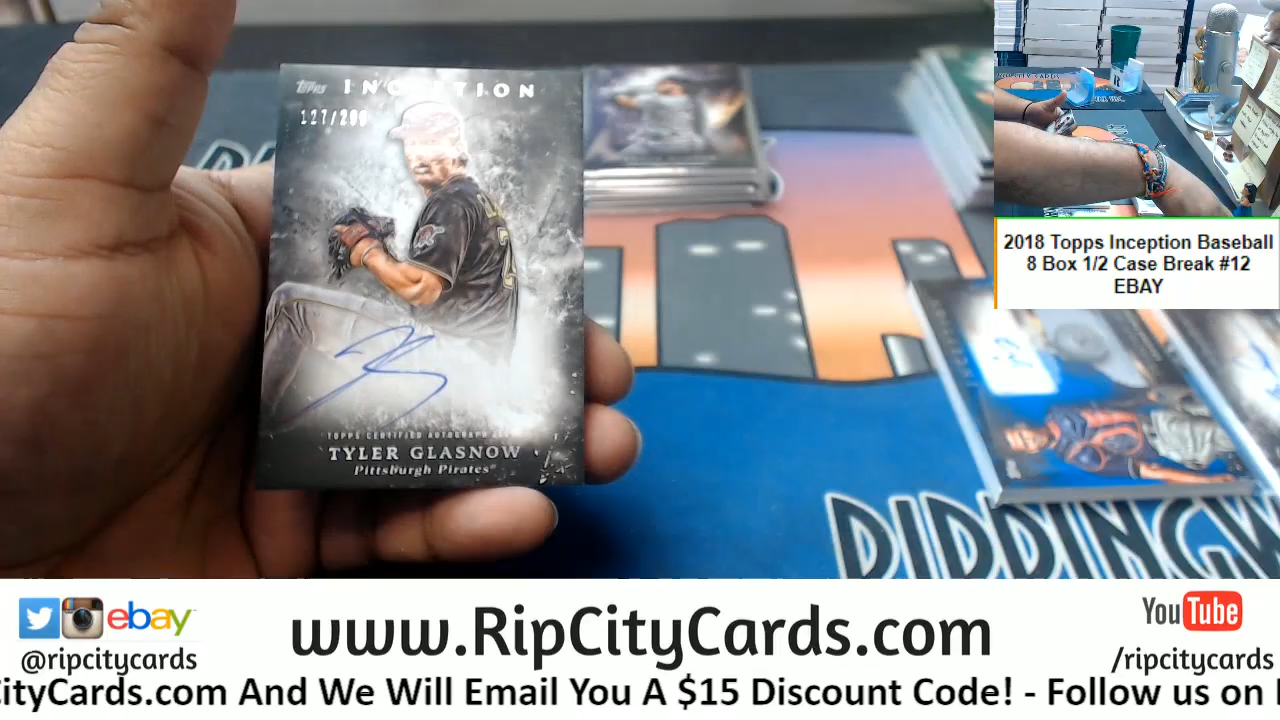 Topps INCEPTION
127/299
TOPPS CERTIFIED AUTOGRAPH
TYLER GLASNOW
Pittsburgh Pirates
2018 Topps Inception Baseball
8 Box 1/2 Case Break #12
EBAY
ebay
@ripcitycards
www.RipCityCards.com
YouTube
/ripcitycards
CityCards.com And We Will Email You A $15 Discount Code! - Follow us on